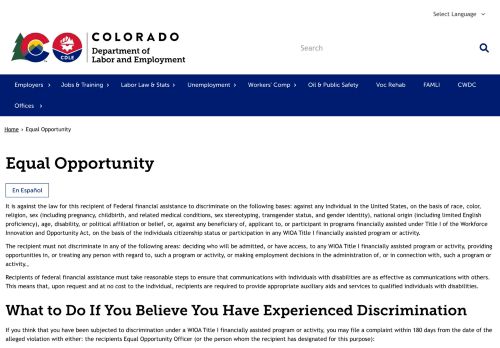 Select Language
COLORADO
Department of
Labor and Employment
CDLE
Search
Employers Jobs & Training Labor Law & Stats Unemployment Workers' Comp Oil & Public Safety Voc Rehab FAMLI CWDC
Offices
Home › Equal Opportunity
Equal Opportunity
En Español
It is against the law for this recipient of Federal financial assistance to discriminate on the following bases: against any individual in the United States, on the basis of race, color,
religion, sex (including pregnancy, childbirth, and related medical conditions, sex stereotyping, transgender status, and gender identity), national origin (including limited English
proficiency), age, disability, or political affiliation or belief, or, against any beneficiary of, applicant to, or participant in programs financially assisted under Title I of the Workforce
Innovation and Opportunity Act, on the basis of the individuals citizenship status or participation in any WIOA Title I financially assisted program or activity.
The recipient must not discriminate in any of the following areas: deciding who will be admitted, or have access, to any WIOA Title I financially assisted program or activity, providing
opportunities in, or treating any person with regard to, such a program or activity, or making employment decisions in the administration of, or in connection with, such a program or
activity..
Recipients of federal financial assistance must take reasonable steps to ensure that communications with individuals with disabilities are as effective as communications with others.
This means that, upon request and at no cost to the individual, recipients are required to provide appropriate auxiliary aids and services to qualified individuals with disabilities.
What to Do If You Believe You Have Experienced Discrimination
If you think that you have been subjected to discrimination under a WIOA Title I financially assisted program or activity, you may file a complaint within 180 days from the date of the
alleged violation with either: the recipients Equal Opportunity Officer (or the person whom the recipient has designated for this purpose):